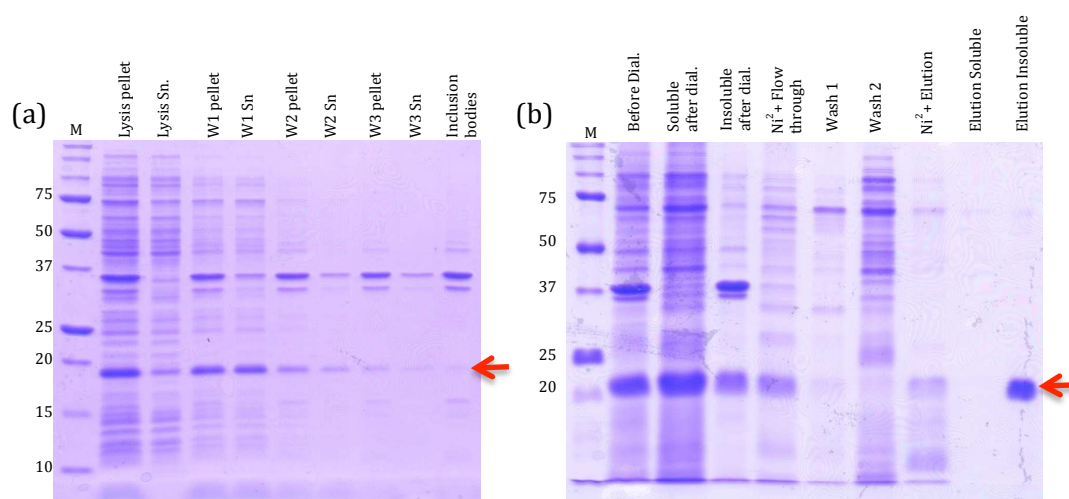 (a)
M
Lysis pellet
Lysis Sn.
W1 pellet
W1 Sn
W2 pellet
W2 Sn
W3 pellet
W3 Sn
Inclusion
bodies
75
50
37
25
20
15
10
(b)
M
Before Dial.
Soluble
after dial.
Insoluble
after dial.
Ni² + Flow
through
Wash 1
Wash 2
Ni² + Elution
Elution Soluble
Elution Insoluble
75
50
37
25
20